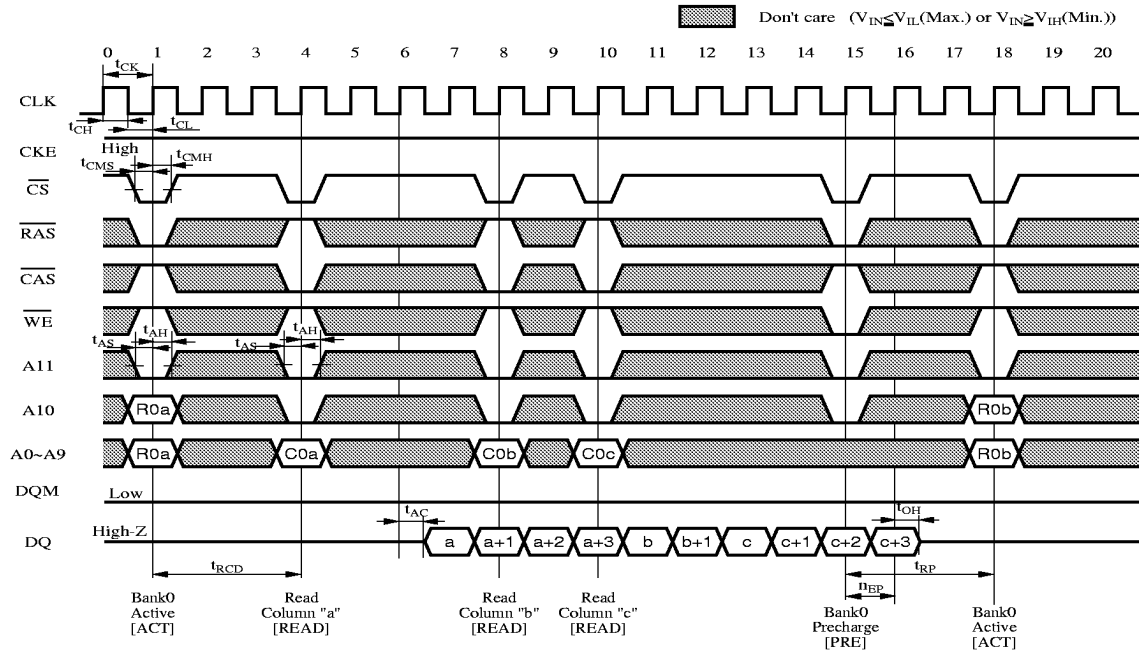 Don't care (VIN≤VIL(Max.) or VIN≥VIH(Min.))
0 1 2 3 4 5 6 7 8 9 10 11 12 13 14 15 16 17 18 19 20
tCK
CLK
tCH tCL
CKE High
tCMS tCMH
CS
RAS
CAS
WE
tAH tAH
tAS tAS
A11
A10 R0a R0b
A0~A9 R0a C0a C0b C0c R0b
DQM Low
tAC tOH
High-Z
DQ a a+1 a+2 a+3 b b+1 c c+1 c+2 c+3
tRCD tRP
nEP
Bank0
Active
[ACT]
Read
Column "a"
[READ]
Read
Column "b"
[READ]
Read
Column "c"
[READ]
Bank0
Precharge
[PRE]
Bank0
Active
[ACT]